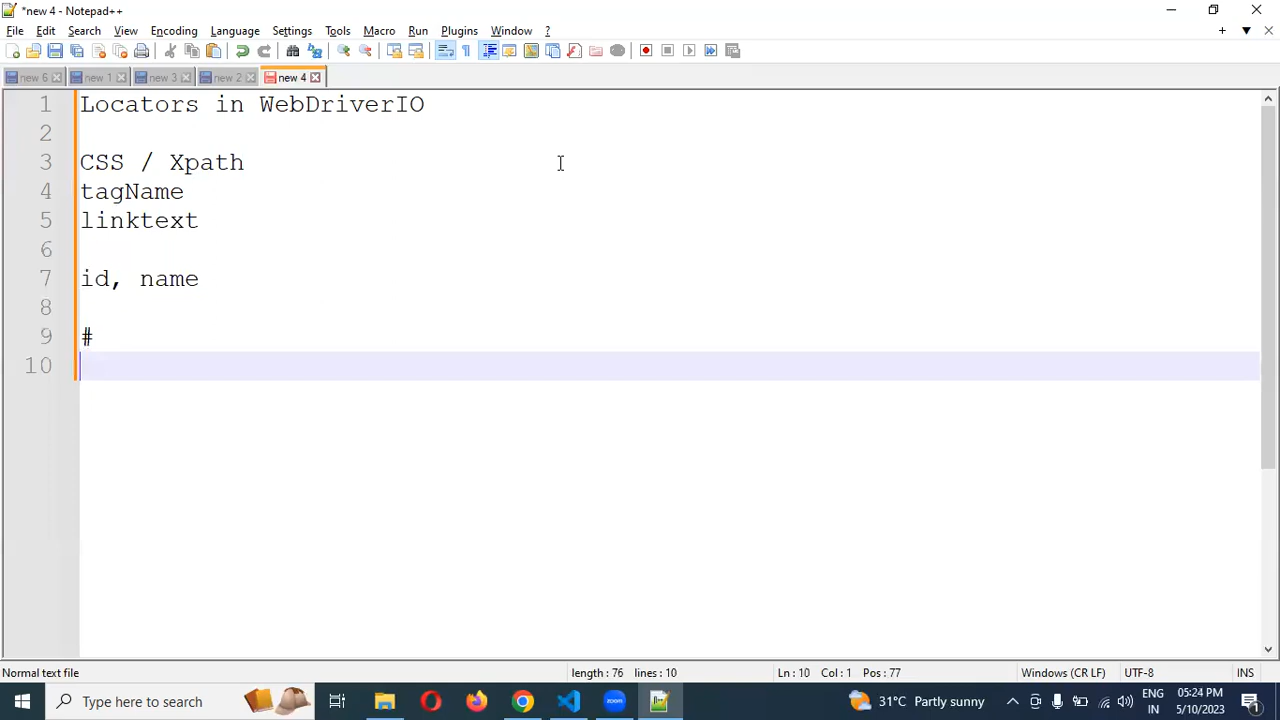 *new 4 - Notepad++
File Edit Search View Encoding Language Settings Tools Macro Run Plugins Window ?
new 6 new 1 new 3 new 2 new 4
1 Locators in WebDriverIO
2
3 CSS / Xpath
4 tagName
5 linktext
6
7 id, name
8
9 #
10
Normal text file length : 76 lines : 10 Ln : 10 Col : 1 Pos : 77 Windows (CR LF) UTF-8 INS
Type here to search zoom 31°C Partly sunny ENG IN 05:24 PM 5/10/2023 1